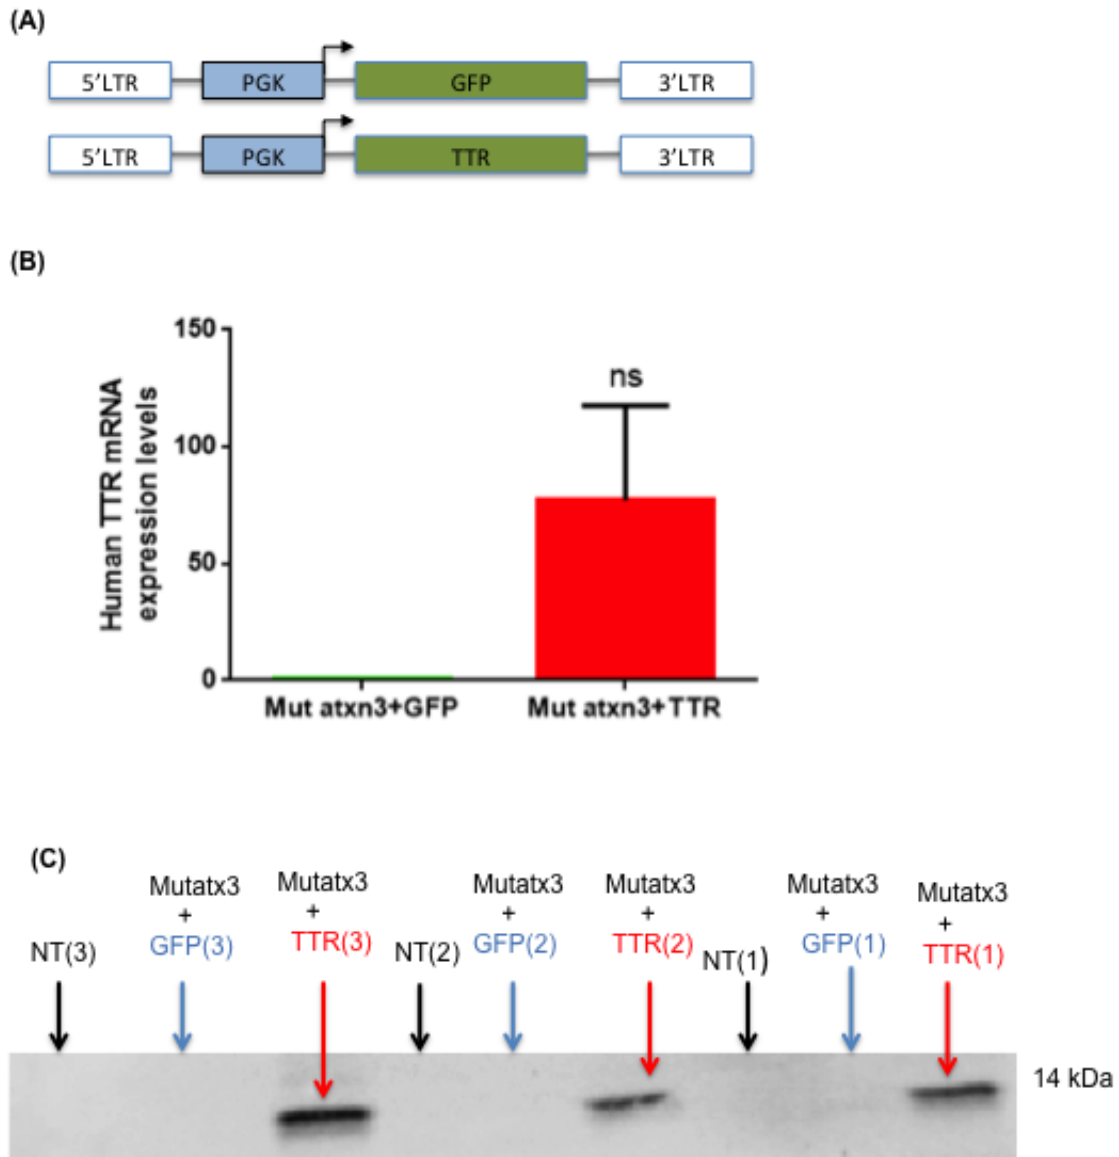 (A)
5'LTR PGK GFP 3'LTR
5'LTR PGK TTR 3'LTR
(B)
Human TTR mRNA
expression levels
150
100
50
0
ns
Mut atxn3+GFP Mut atxn3+TTR
(C)
Mutatx3
+
GFP(3)
Mutatx3
+
TTR(3)
Mutatx3
+
GFP(2)
Mutatx3
+
TTR(2)
Mutatx3
+
GFP(1)
Mutatx3
+
TTR(1)
NT(3)
NT(2)
NT(1)
14 kDa